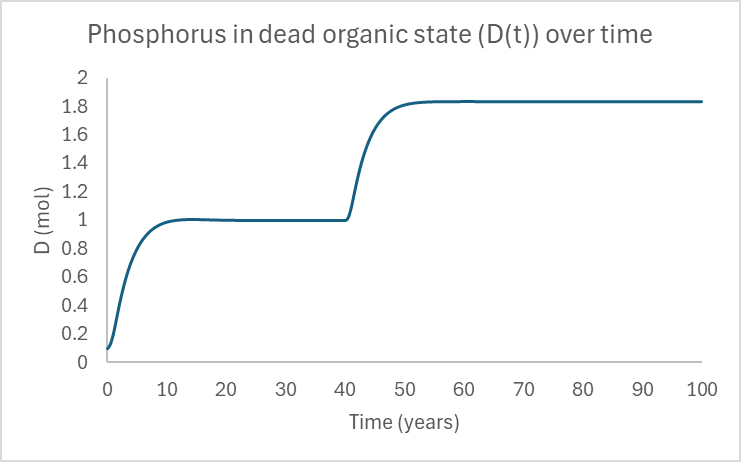 Phosphorus in dead organic state (D(t)) over time
2
1.8
1.6
1.4
1.2
1
0.8
0.6
0.4
0.2
0
D (mol)
0 10 20 30 40 50 60 70 80 90 100
Time (years)